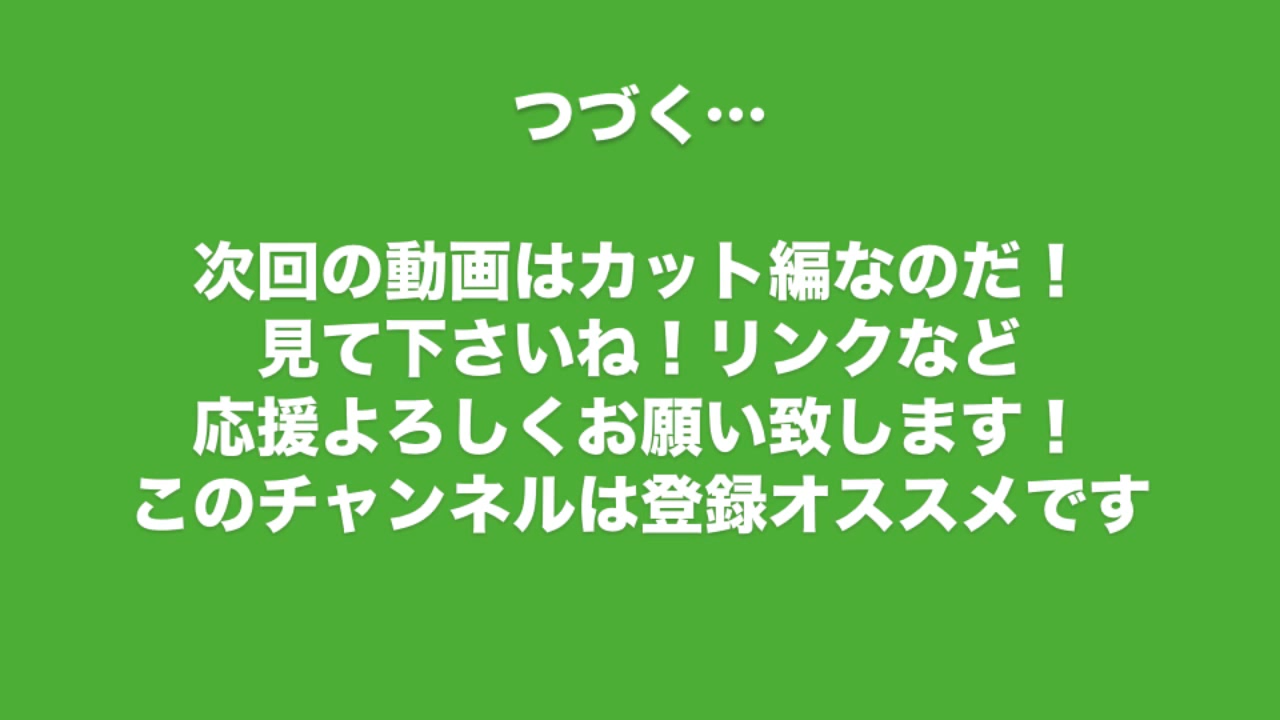 つづく…
次回の動画はカット編なのだ！
見て下さいね！リンクなど
応援よろしくお願い致します！
このチャンネルは登録オススメです